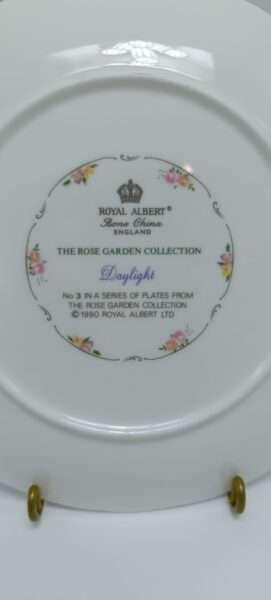 ROYAL ALBERT®
Bone China
ENGLAND
THE ROSE GARDEN COLLECTION
Daylight
No 3 IN A SERIES OF PLATES FROM
THE ROSE GARDEN COLLECTION
© 1990 ROYAL ALBERT LTD